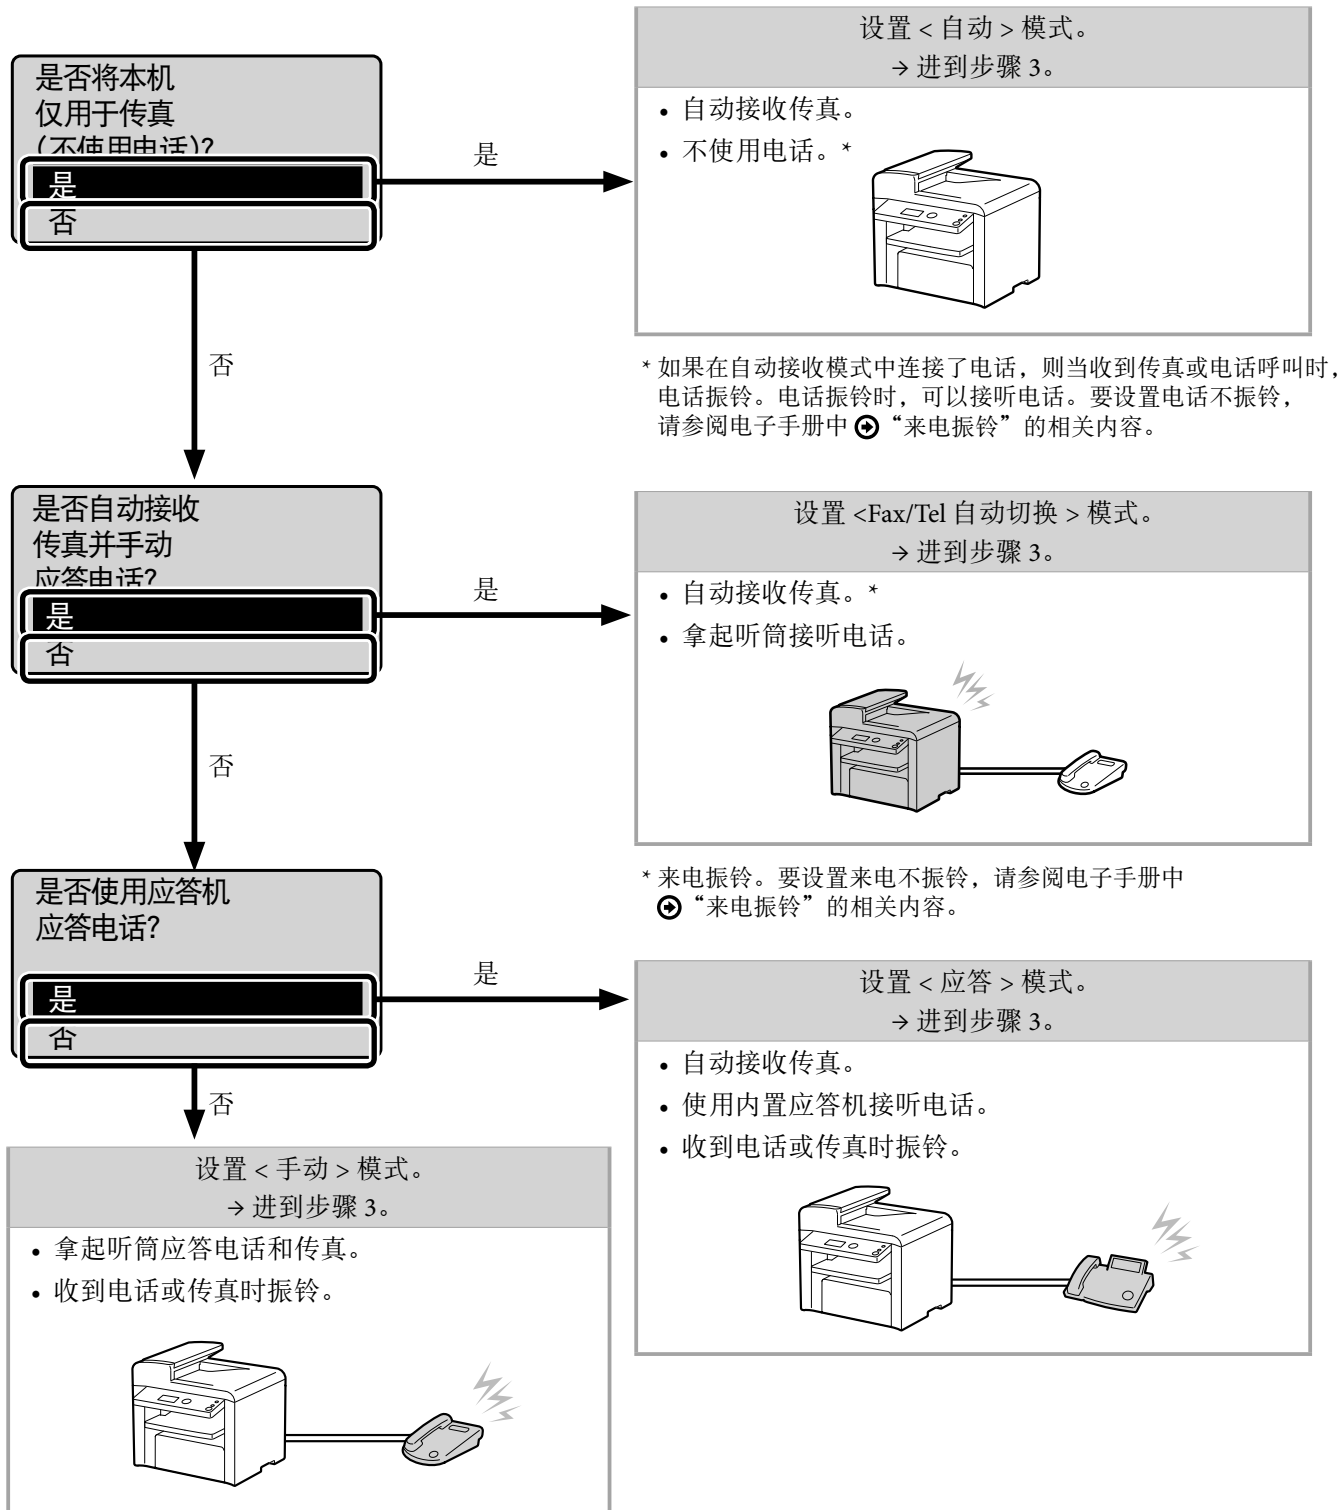 是否将本机
仅用于传真
(不使用电话)?
是
否
是
否
设置 < 自动 > 模式。
→ 进到步骤 3。
• 自动接收传真。
• 不使用电话。*
* 如果在自动接收模式中连接了电话，则当收到传真或电话呼叫时，
电话振铃。电话振铃时，可以接听电话。要设置电话不振铃，
请参阅电子手册中 “来电振铃”的相关内容。
是否自动接收
传真并手动
应答电话?
是
否
是
否
设置 <Fax/Tel 自动切换 > 模式。
→ 进到步骤 3。
• 自动接收传真。*
• 拿起听筒接听电话。
* 来电振铃。要设置来电不振铃，请参阅电子手册中
“来电振铃”的相关内容。
是否使用应答机
应答电话?
是
否
是
否
设置 < 应答 > 模式。
→ 进到步骤 3。
• 自动接收传真。
• 使用内置应答机接听电话。
• 收到电话或传真时振铃。
设置 < 手动 > 模式。
→ 进到步骤 3。
• 拿起听筒应答电话和传真。
• 收到电话或传真时振铃。